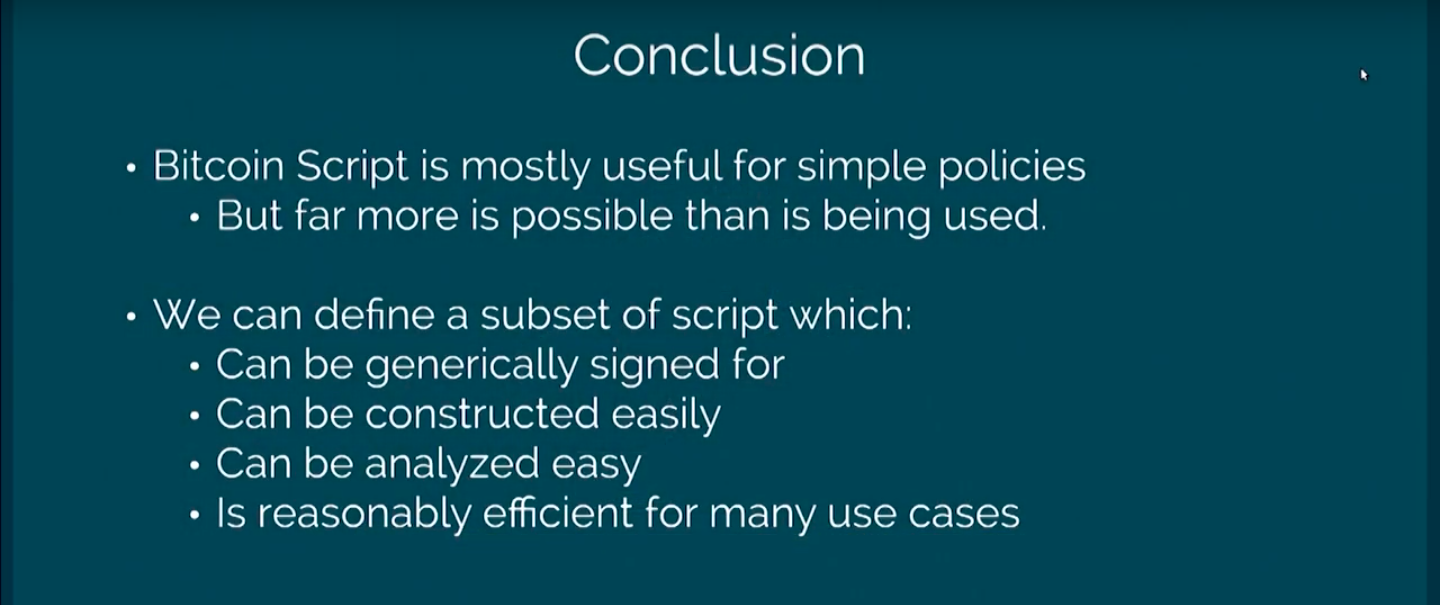 Conclusion
• Bitcoin Script is mostly useful for simple policies
• But far more is possible than is being used.
• We can define a subset of script which:
• Can be generically signed for
• Can be constructed easily
• Can be analyzed easy
• Is reasonably efficient for many use cases